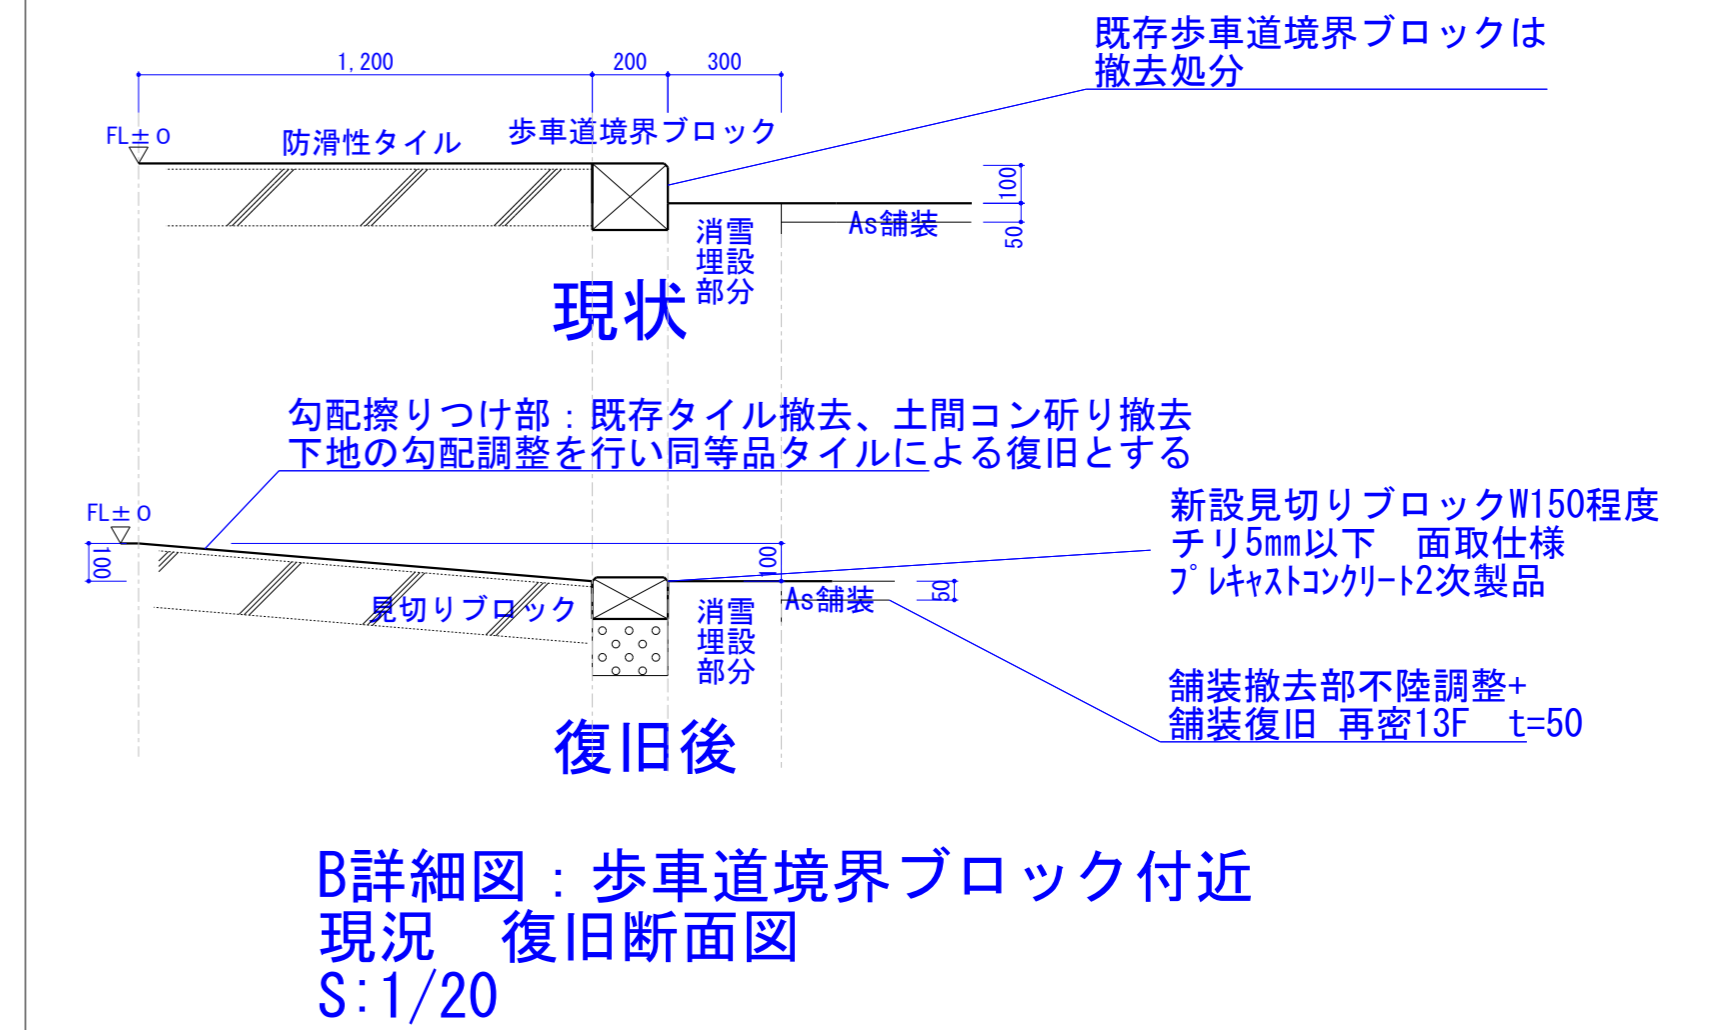 既存歩車道境界ブロックは
撤去処分
1,200
200
300
FL±0
防滑性タイル
歩車道境界ブロック
100
50
消雪
埋設
部分
As舗装
現状
勾配擦りつけ部：既存タイル撤去、土間コン斫り撤去
下地の勾配調整を行い同等品タイルによる復旧とする
新設見切りブロックW150程度
チリ5mm以下　面取仕様
プレキャストコンクリート2次製品
FL±0
100
100
50
見切りブロック
消雪
埋設
部分
As舗装
舗装撤去部不陸調整+
舗装復旧 再密13F　t=50
復旧後
B詳細図：歩車道境界ブロック付近
現況　復旧断面図
S:1/20